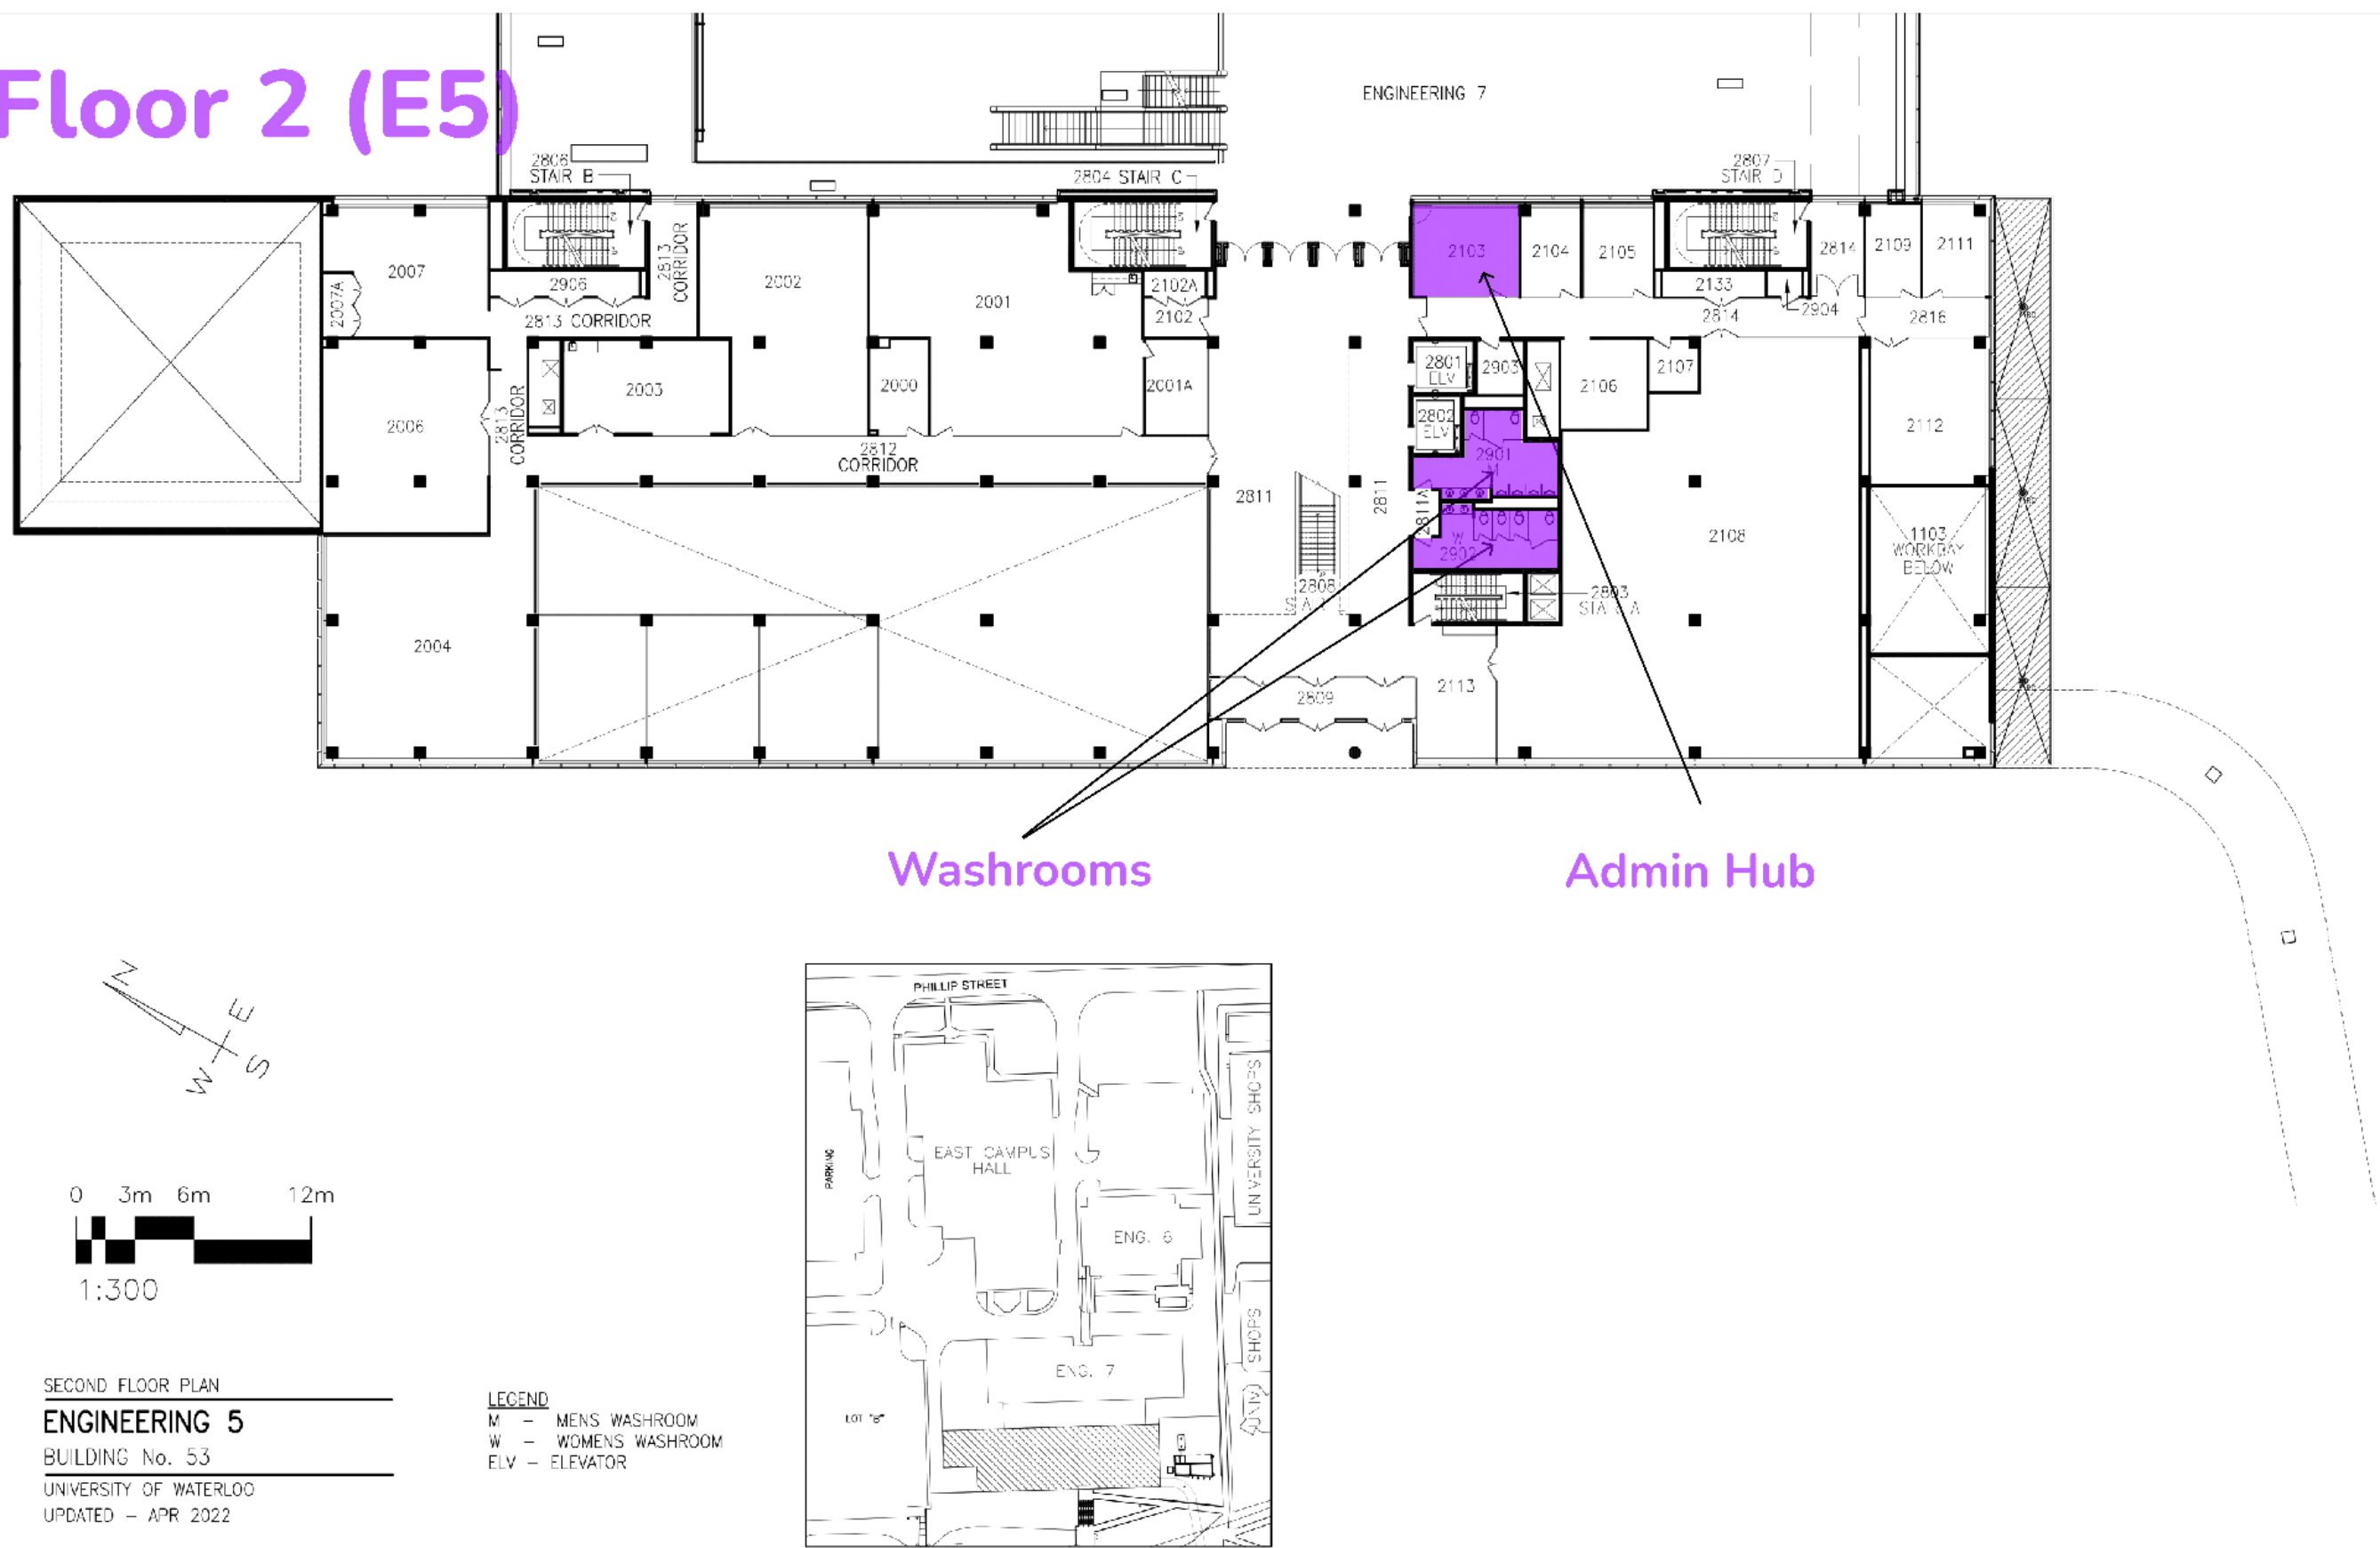 Floor 2 (E5)
ENGINEERING 7
2806
STAIR B
2804 STAIR C
2807
STAIR D
2007
2007A
2906
2813
CORRIDOR
2813 CORRIDOR
2002
2001
2102A
2102
2103
2104
2105
2133
2814
2904
2109
2111
2814
2816
2006
2813
CORRIDOR
2003
2000
2001A
2801
ELV
2903
2802
ELV
2106
2107
2112
2812
CORRIDOR
2901
M
2811
2811
2811A
W
2902
2108
1103
WORKBAY
BELOW
2808
2803
STAIR A
2004
2809
2113
Washrooms
Admin Hub
N
E
W
S
0 3m 6m 12m
1:300
PHILLIP STREET
PARKING
EAST CAMPUS
HALL
UNIVERSITY SHOPS
ENG. 6
ENG. 7
SHOPS
UNIV
LOT "B"
SECOND FLOOR PLAN
ENGINEERING 5
BUILDING No. 53
UNIVERSITY OF WATERLOO
UPDATED – APR 2022
LEGEND
M – MENS WASHROOM
W – WOMENS WASHROOM
ELV – ELEVATOR